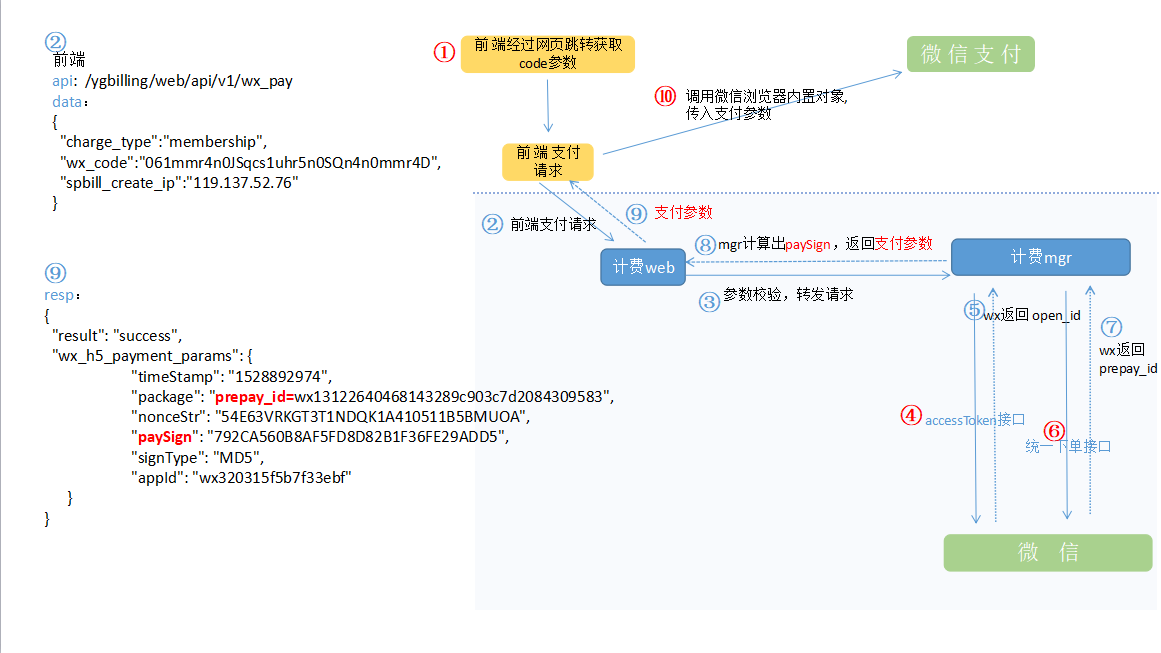 ②
前端
api: /ygbilling/web/api/v1/wx_pay
data：
{
"charge_type":"membership",
"wx_code":"061mmr4n0JSqcs1uhr5n0SQn4n0mmr4D",
"spbill_create_ip":"119.137.52.76"
}
⑨
resp：
{
"result": "success",
"wx_h5_payment_params": {
"timeStamp": "1528892974",
"package": "prepay_id=wx13122640468143289c903c7d2084309583",
"nonceStr": "54E63VRKGT3T1NDQK1A410511B5BMUOA",
"paySign": "792CA560B8AF5FD8D82B1F36FE29ADD5",
"signType": "MD5",
"appId": "wx320315f5b7f33ebf"
}
}
①
前端经过网页跳转获取
code参数
微信支付
⑩ 调用微信浏览器内置对象,
传入支付参数
前端支付
请求
② 前端支付请求
⑨ 支付参数
⑧ mgr计算出paySign，返回支付参数
计费web
计费mgr
③ 参数校验，转发请求
⑤ wx返回 open_id
⑦
wx返回
prepay_id
④ accessToken接口
⑥
统一下单接口
微 信